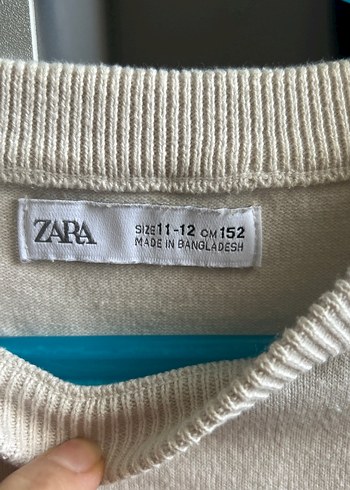 ZARA
SIZE 11-12 CM 152
MADE IN BANGLADESH